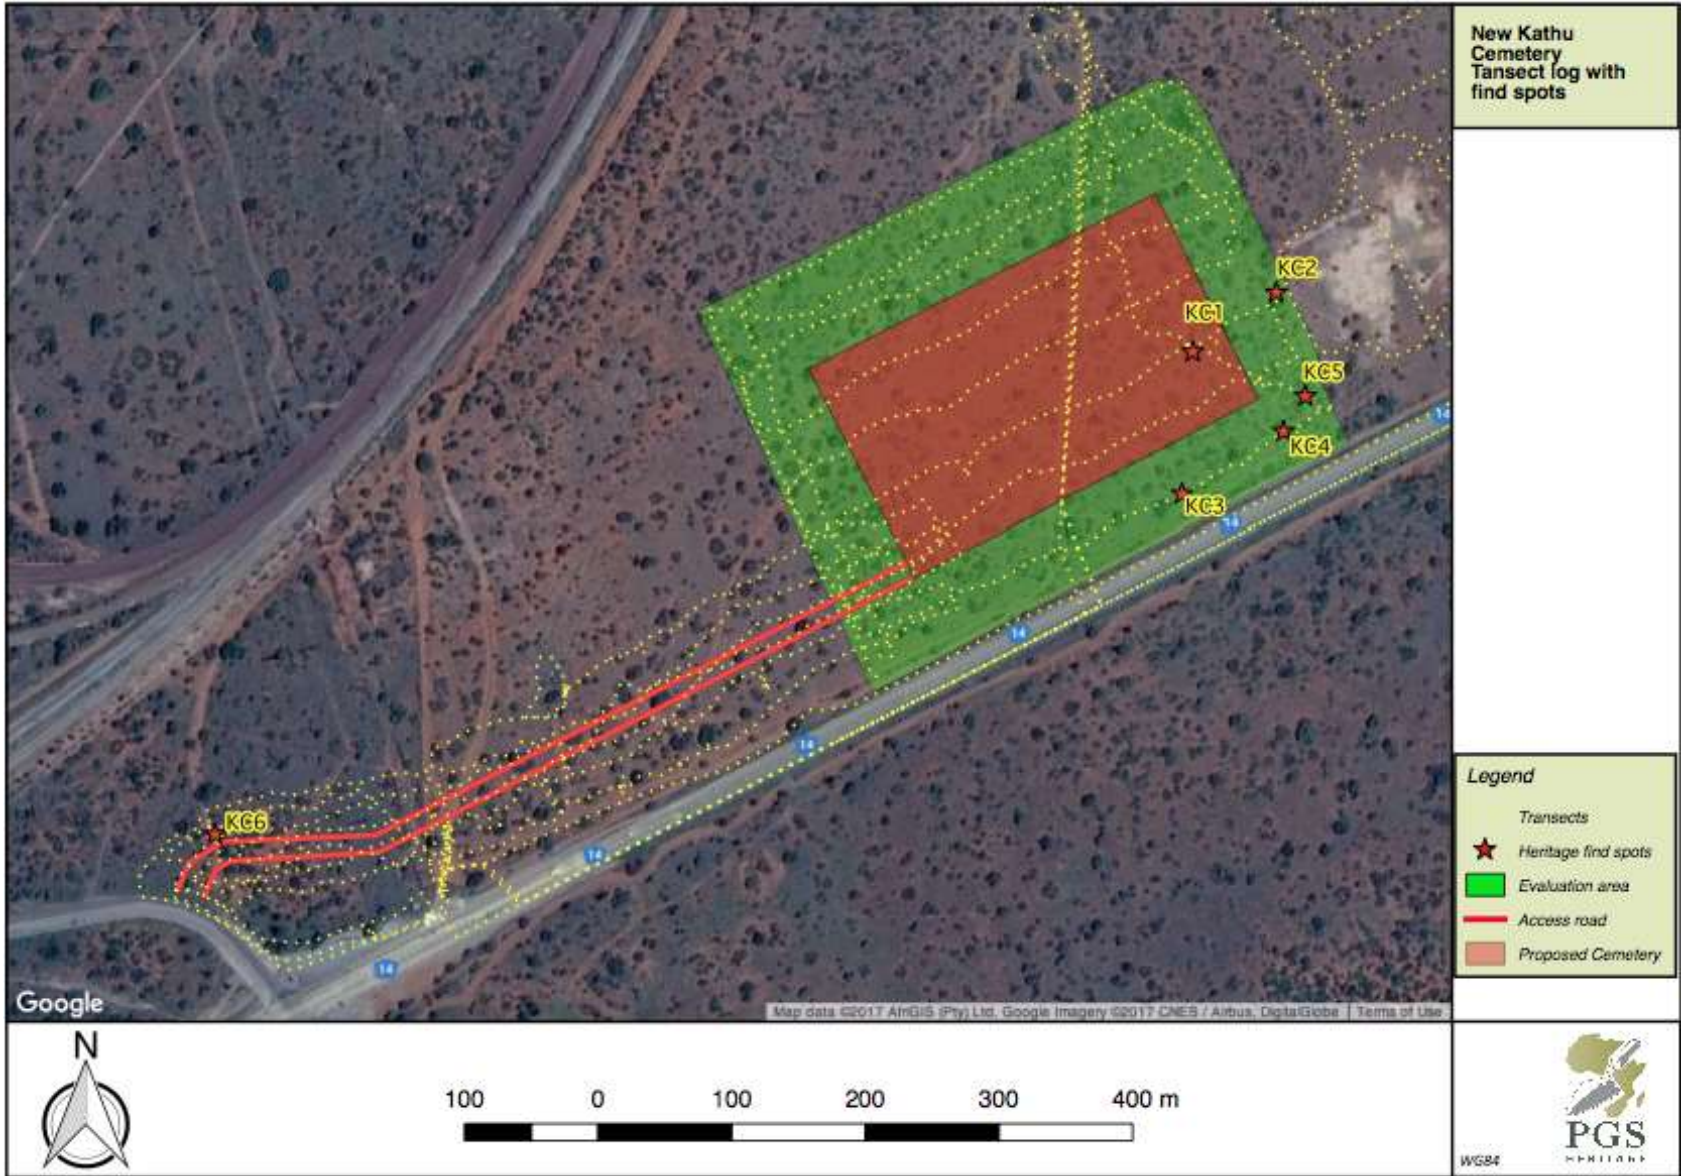 New Kathu
Cemetery
Tansect log with
find spots
KC2
KC1
KC5
14
KC4
KC3
14
14
14
KC6
14
14
Google
Map data ©2017 AfriGIS (Pty) Ltd, Google Imagery ©2017 CNES / Airbus, DigitalGlobe | Terms of Use
Legend
Transects
Heritage find spots
Evaluation area
Access road
Proposed Cemetery
N
100 0 100 200 300 400 m
PGS
HERITAGE
WG84